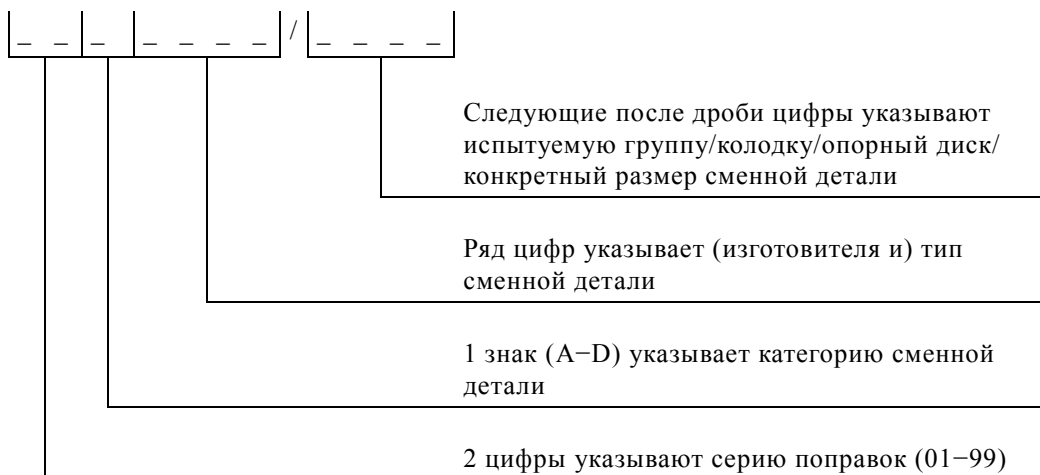 _ _ _ _ _ _ _ / _ _ _ _
Следующие после дроби цифры указывают
испытуемую группу/колодку/опорный диск/
конкретный размер сменной детали
Ряд цифр указывает (изготовителя и) тип
сменной детали
1 знак (A−D) указывает категорию сменной
детали
2 цифры указывают серию поправок (01−99)